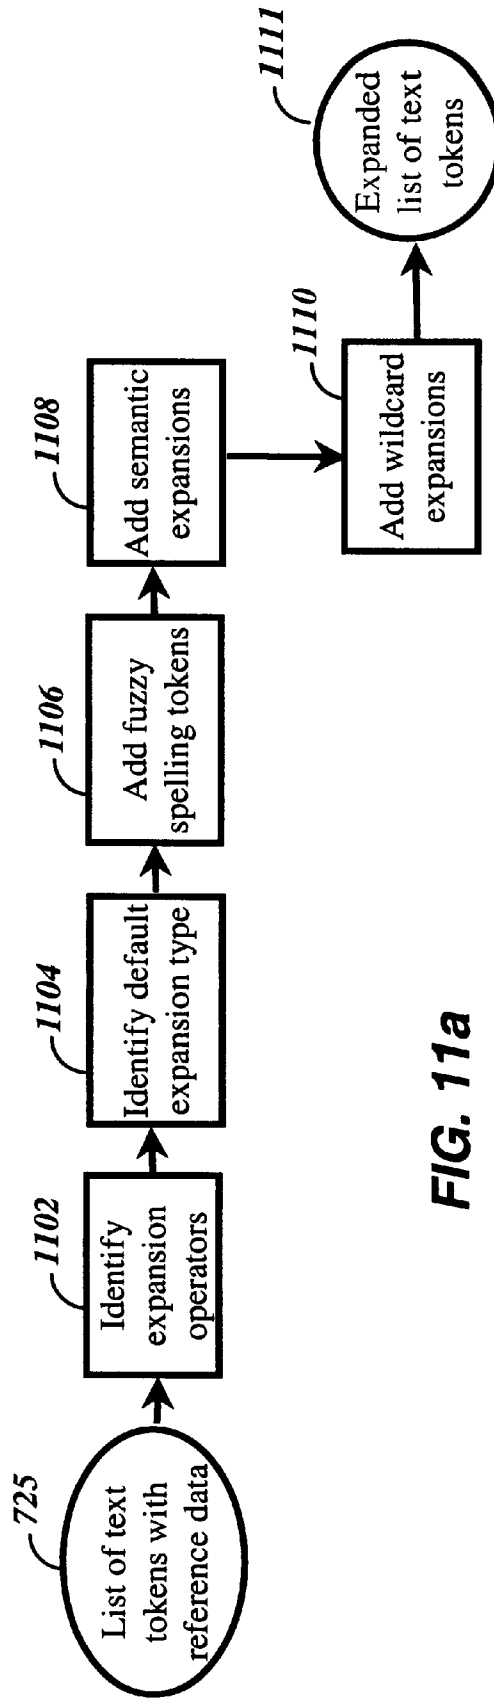 725
List of text
tokens with
reference data
1102
Identify
expansion
operators
1104
Identify default
expansion type
1106
Add fuzzy
spelling tokens
1108
Add semantic
expansions
1110
Add wildcard
expansions
1111
Expanded
list of text
tokens
FIG. 11a